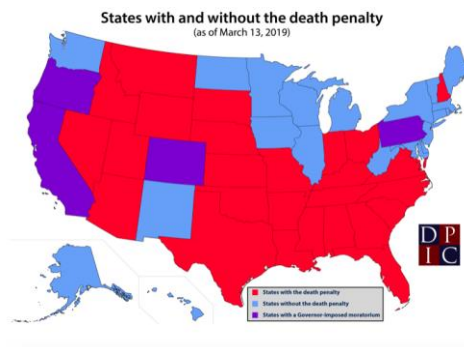 States with and without the death penalty
(as of March 13, 2019)
D P
I C
States with the death penalty
States without the death penalty
States with a Governor-imposed moratorium